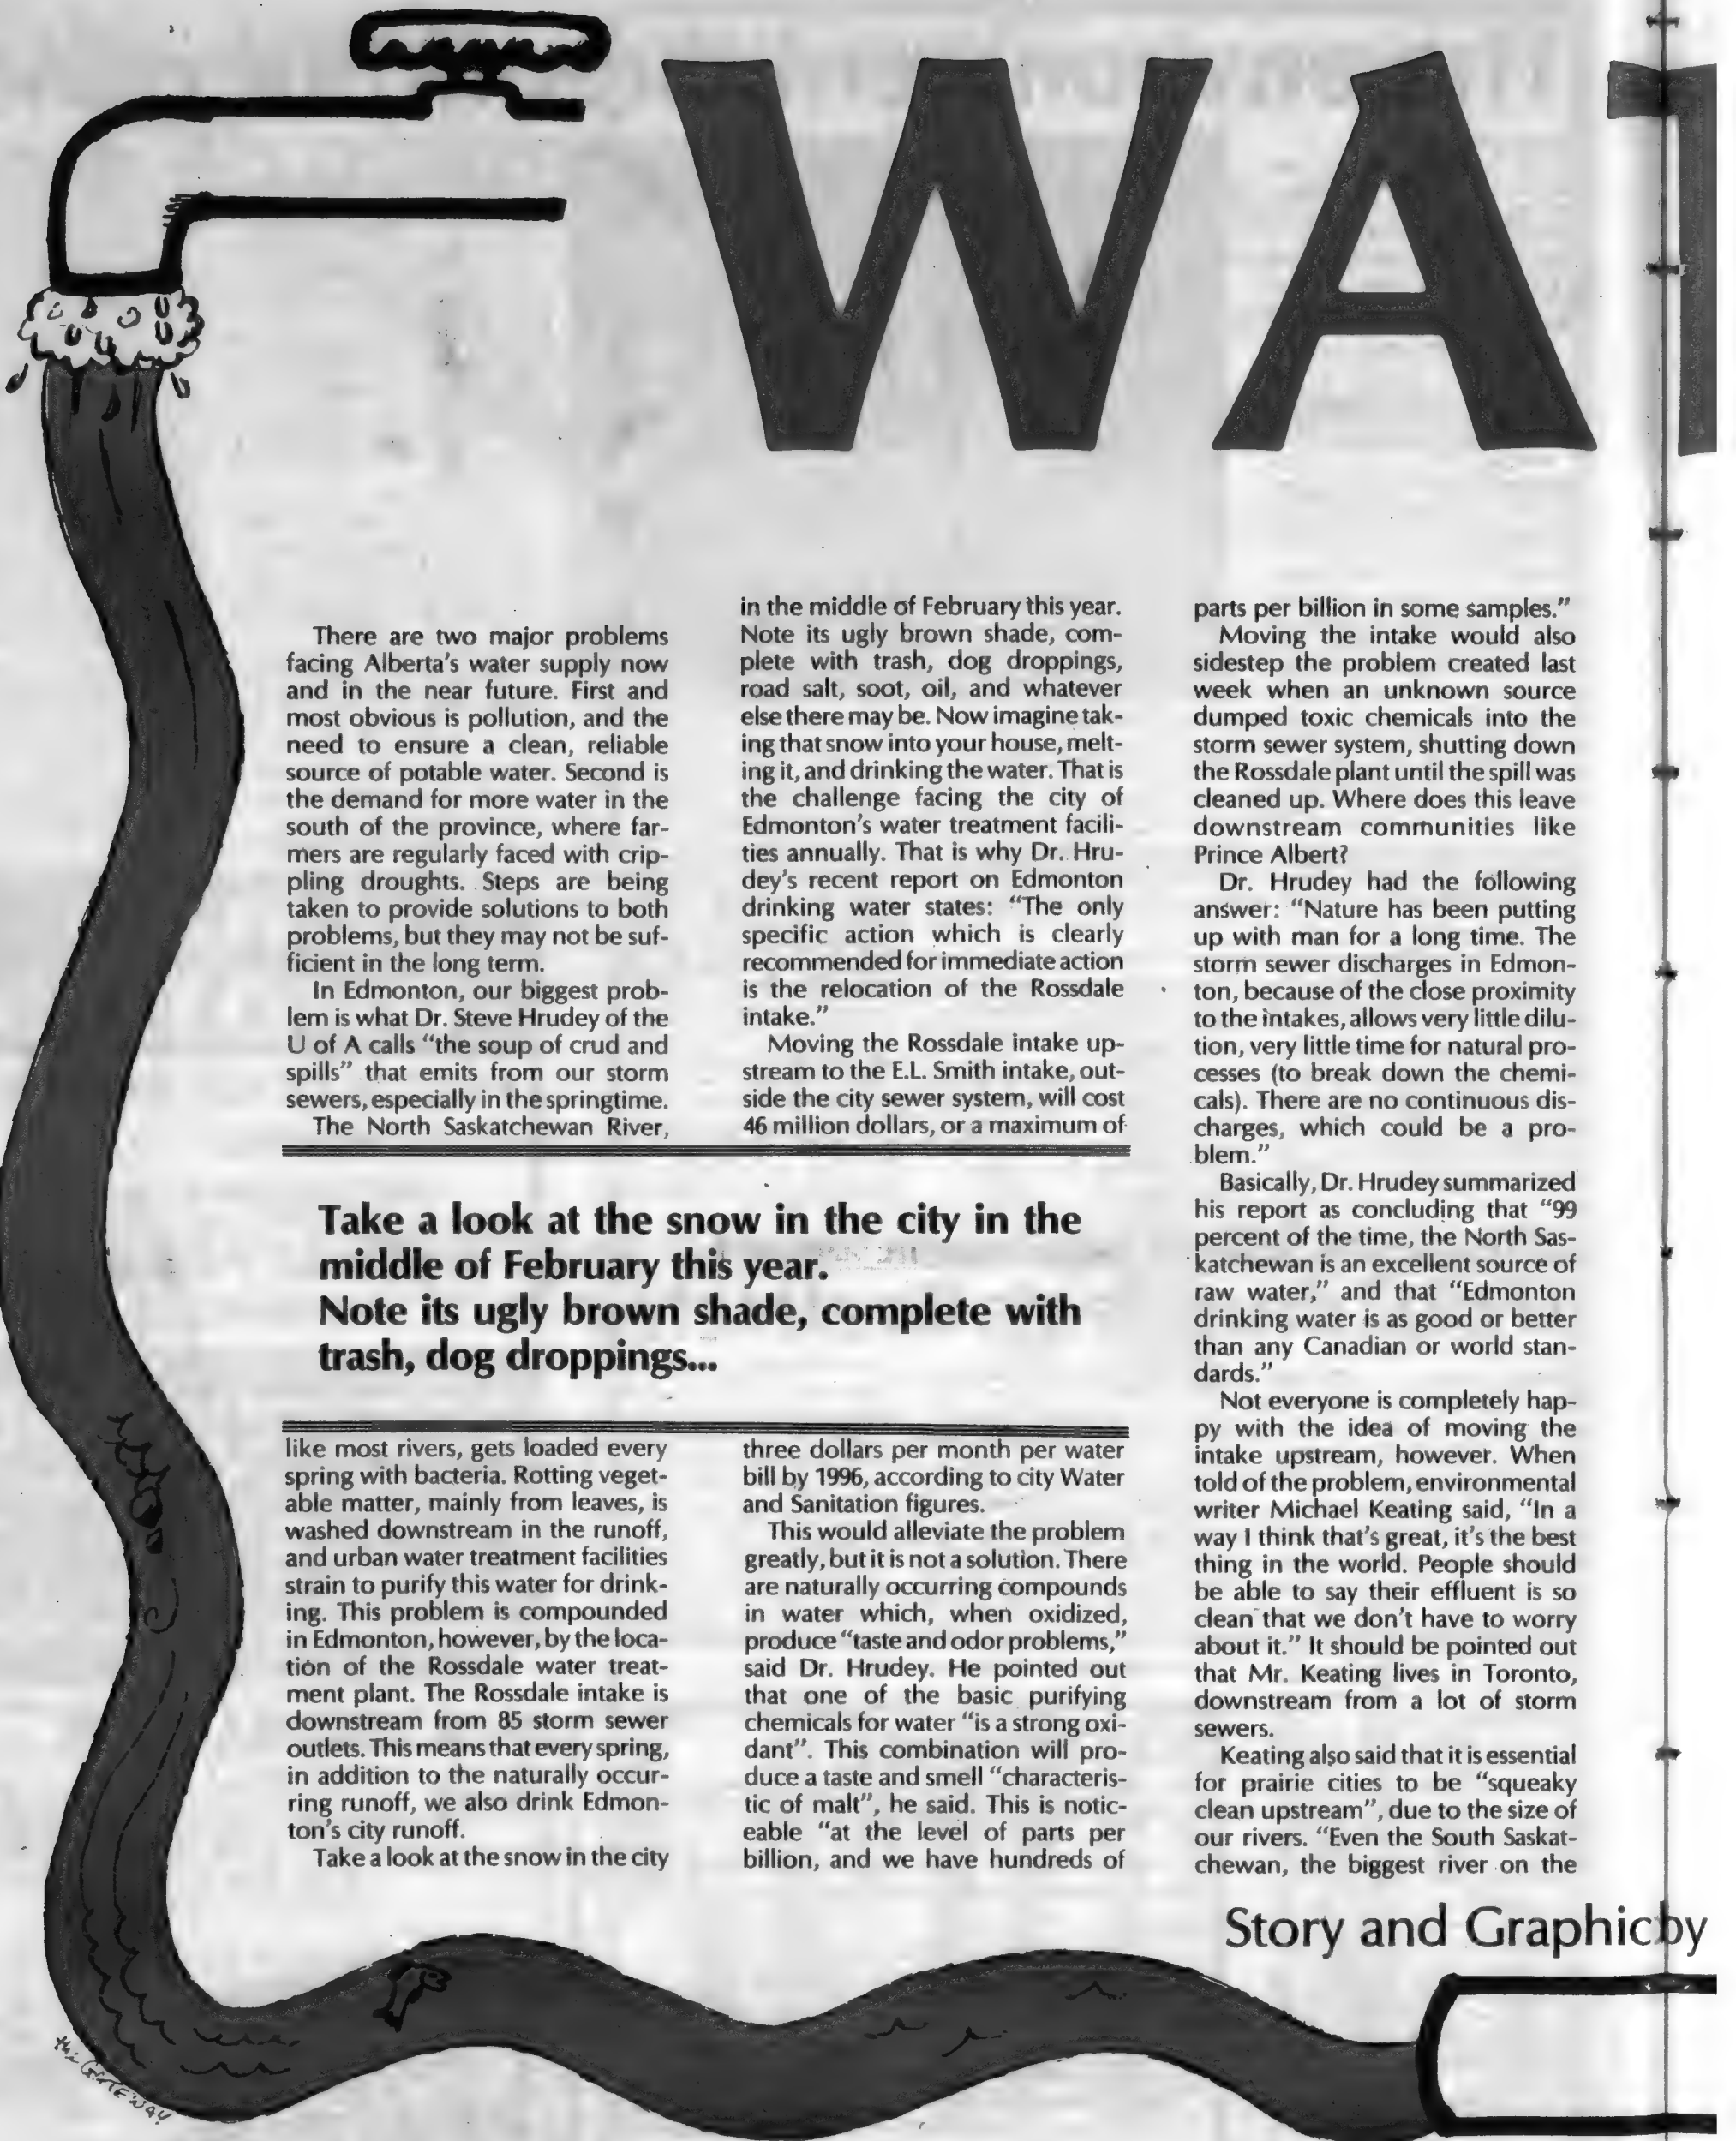 WAT
There are two major problems
facing Alberta's water supply now
and in the near future. First and
most obvious is pollution, and the
need to ensure a clean, reliable
source of potable water. Second is
the demand for more water in the
south of the province, where far-
mers are regularly faced with crip-
pling droughts. Steps are being
taken to provide solutions to both
problems, but they may not be suf-
ficient in the long term.
In Edmonton, our biggest prob-
lem is what Dr. Steve Hrudey of the
U of A calls "the soup of crud and
spills" that emits from our storm
sewers, especially in the springtime.
The North Saskatchewan River,
like most rivers, gets loaded every
spring with bacteria. Rotting veget-
able matter, mainly from leaves, is
washed downstream in the runoff,
and urban water treatment facilities
strain to purify this water for drink-
ing. This problem is compounded
in Edmonton, however, by the loca-
tion of the Rossdale water treat-
ment plant. The Rossdale intake is
downstream from 85 storm sewer
outlets. This means that every spring,
in addition to the naturally occur-
ring runoff, we also drink Edmon-
ton's city runoff.
Take a look at the snow in the city
in the middle of February this year.
Note its ugly brown shade, com-
plete with trash, dog droppings,
road salt, soot, oil, and whatever
else there may be. Now imagine tak-
ing that snow into your house, melt-
ing it, and drinking the water. That is
the challenge facing the city of
Edmonton's water treatment facili-
ties annually. That is why Dr. Hru-
dey's recent report on Edmonton
drinking water states: "The only
specific action which is clearly
recommended for immediate action
is the relocation of the Rossdale
intake."
Moving the Rossdale intake up-
stream to the E.L. Smith intake, out-
side the city sewer system, will cost
46 million dollars, or a maximum of
three dollars per month per water
bill by 1996, according to city Water
and Sanitation figures.
This would alleviate the problem
greatly, but it is not a solution. There
are naturally occurring compounds
in water which, when oxidized,
produce "taste and odor problems,"
said Dr. Hrudey. He pointed out
that one of the basic purifying
chemicals for water "is a strong oxi-
dant". This combination will pro-
duce a taste and smell "characteris-
tic of malt", he said. This is notic-
eable "at the level of parts per
billion, and we have hundreds of
parts per billion in some samples."
Moving the intake would also
sidestep the problem created last
week when an unknown source
dumped toxic chemicals into the
storm sewer system, shutting down
the Rossdale plant until the spill was
cleaned up. Where does this leave
downstream communities like
Prince Albert?
Dr. Hrudey had the following
answer: "Nature has been putting
up with man for a long time. The
storm sewer discharges in Edmon-
ton, because of the close proximity
to the intakes, allows very little dilu-
tion, very little time for natural pro-
cesses (to break down the chemi-
cals). There are no continuous dis-
charges, which could be a pro-
blem."
Basically, Dr. Hrudey summarized
his report as concluding that "99
percent of the time, the North Sas-
katchewan is an excellent source of
raw water," and that "Edmonton
drinking water is as good or better
than any Canadian or world stan-
dards."
Not everyone is completely hap-
py with the idea of moving the
intake upstream, however. When
told of the problem, environmental
writer Michael Keating said, "In a
way I think that's great, it's the best
thing in the world. People should
be able to say their effluent is so
clean that we don't have to worry
about it." It should be pointed out
that Mr. Keating lives in Toronto,
downstream from a lot of storm
sewers.
Keating also said that it is essential
for prairie cities to be "squeaky
clean upstream", due to the size of
our rivers. "Even the South Saskat-
chewan, the biggest river on the
Take a look at the snow in the city in the
middle of February this year.
Note its ugly brown shade, complete with
trash, dog droppings...
Story and Graphic by
the GATEWAY